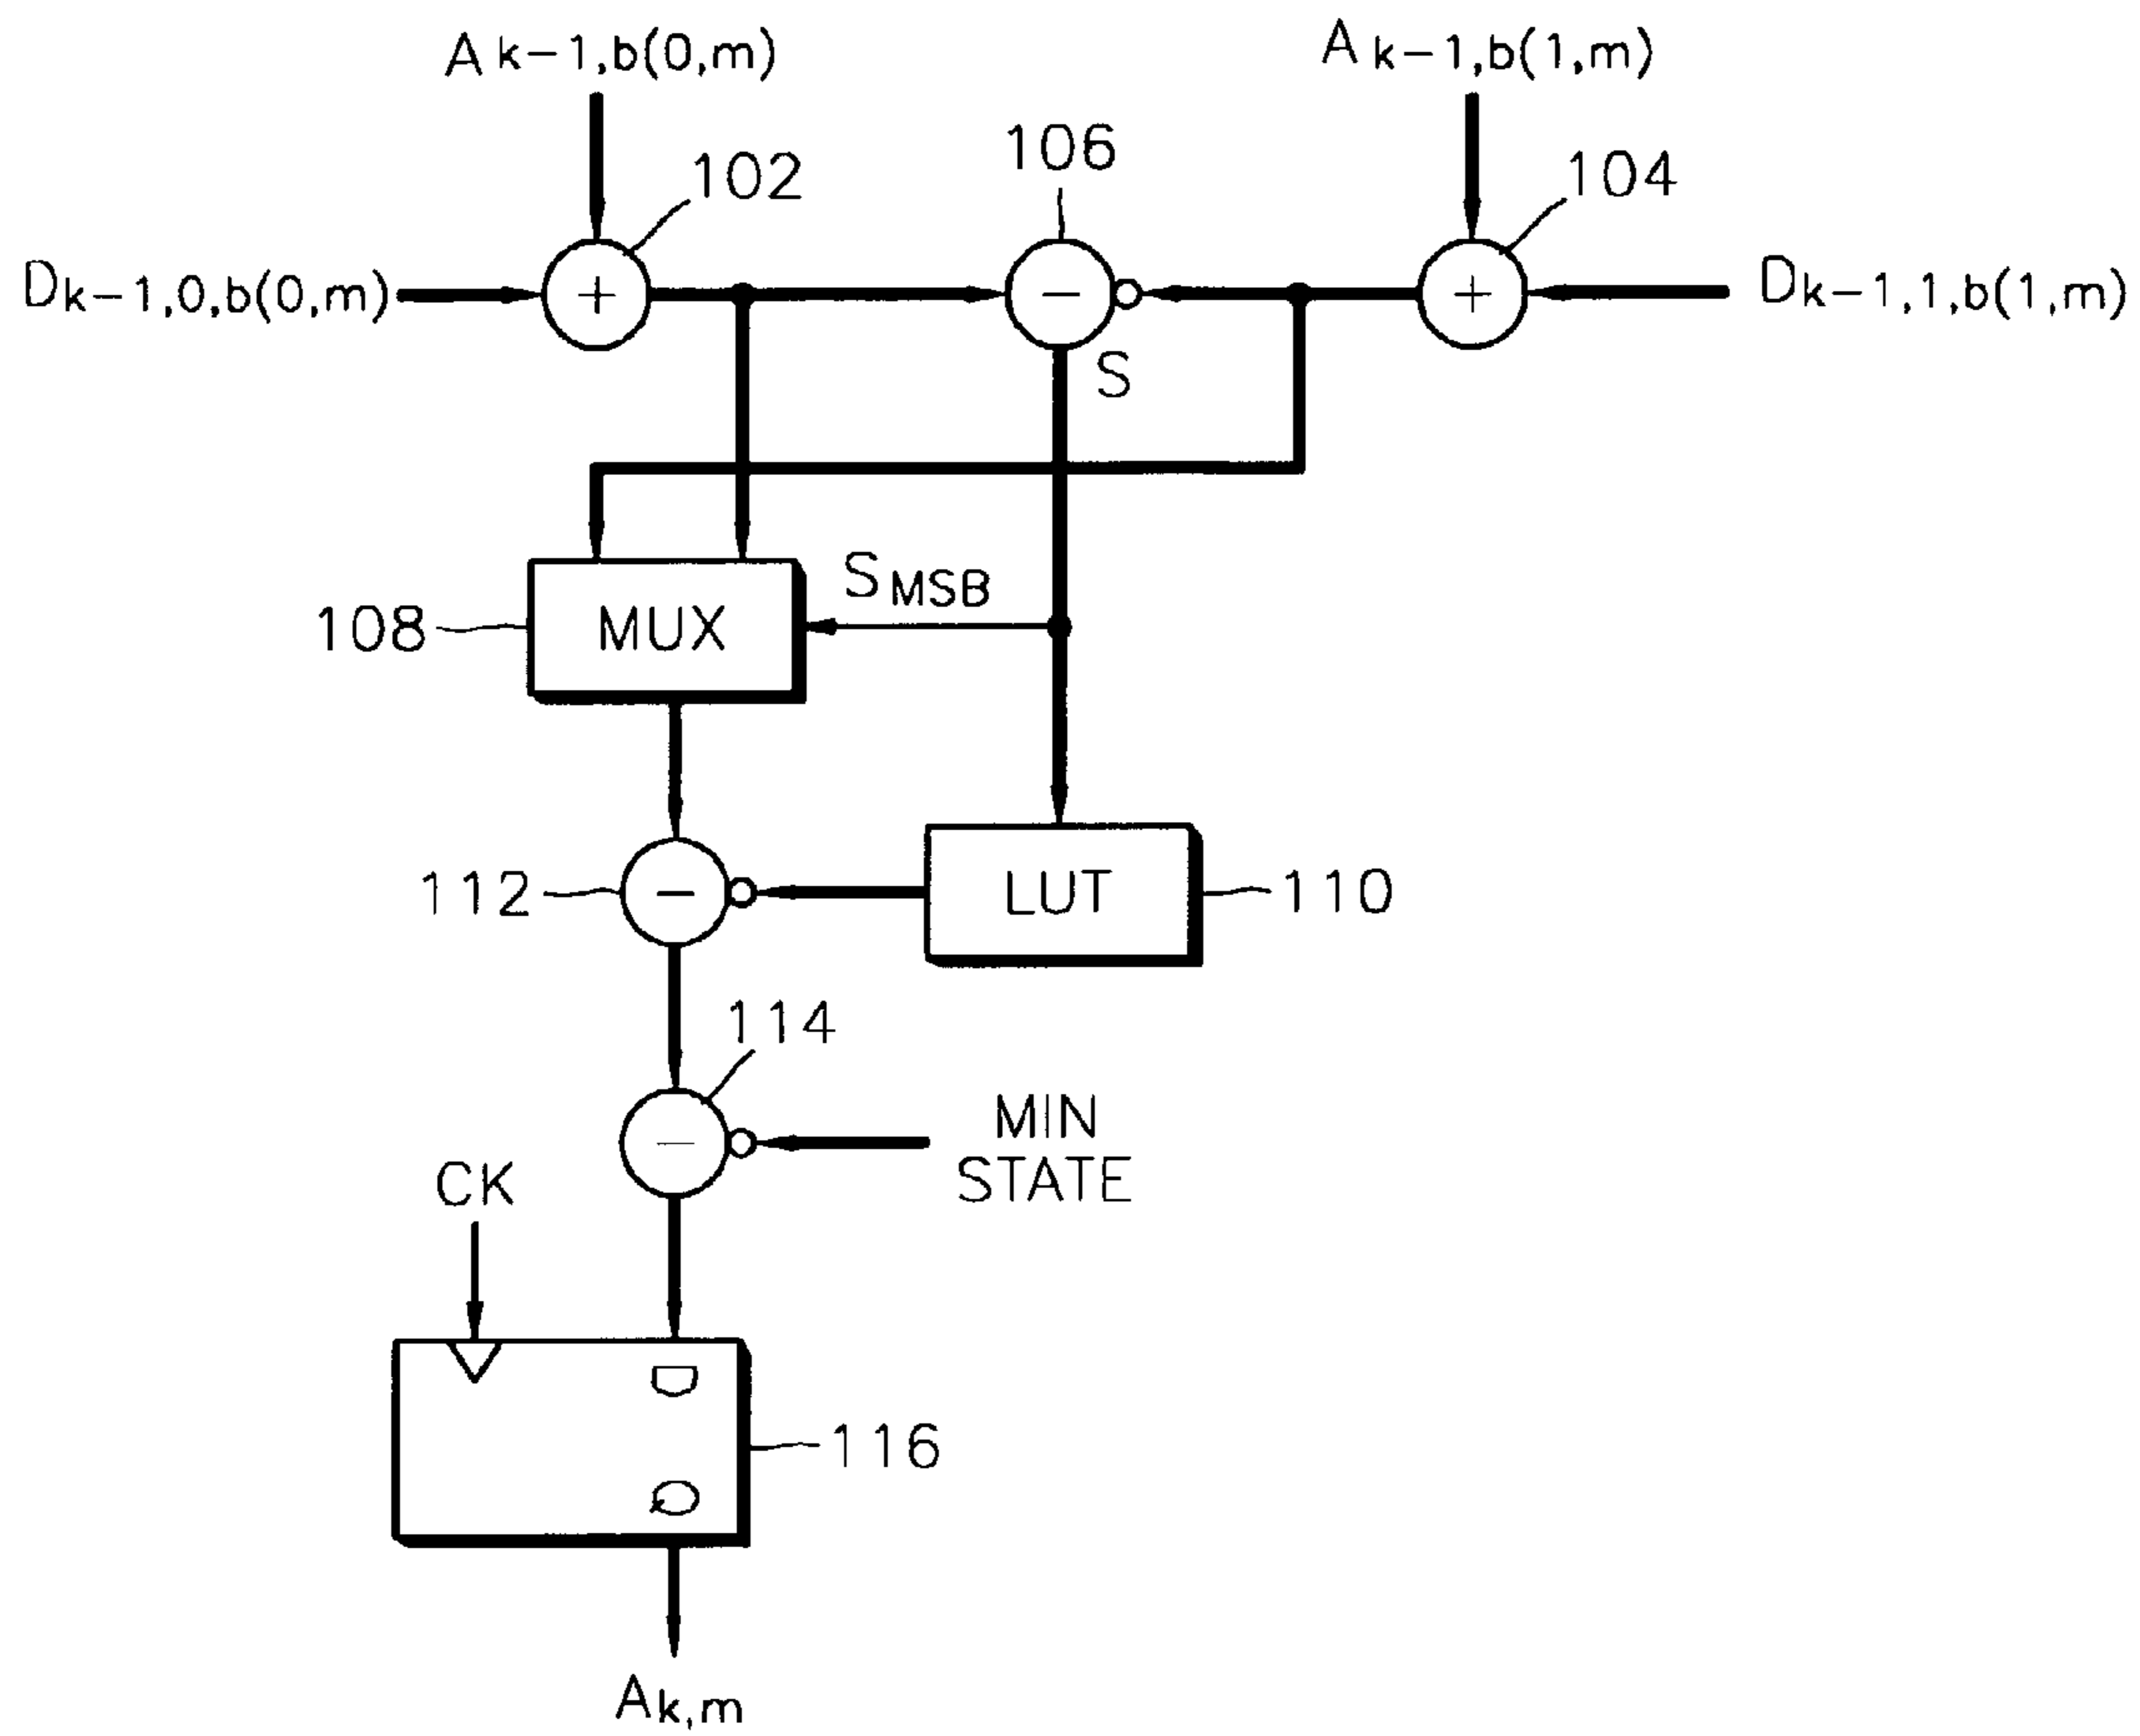 Ak-1,b(0,m)
Ak-1,b(1,m)
106
102
104
Dk-1,0,b(0,m)
+
-
+
Dk-1,1,b(1,m)
S
SMSB
108
MUX
112
-
LUT
110
114
-
MIN
STATE
CK
D
116
Q
Ak,m